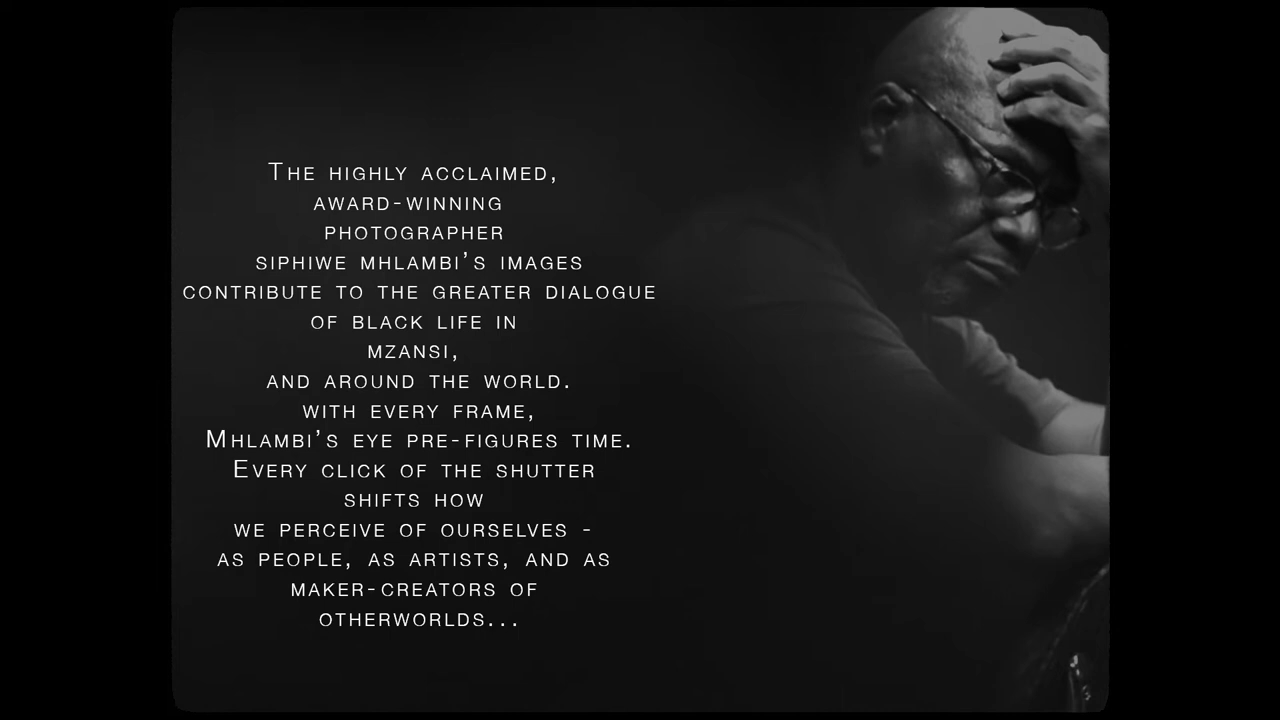 The highly acclaimed,
award-winning
photographer
siphiwe mhlambi's images
contribute to the greater dialogue
of black life in
mzansi,
and around the world.
with every frame,
Mhlambi's eye pre-figures time.
Every click of the shutter
shifts how
we perceive of ourselves -
as people, as artists, and as
maker-creators of
otherworlds...